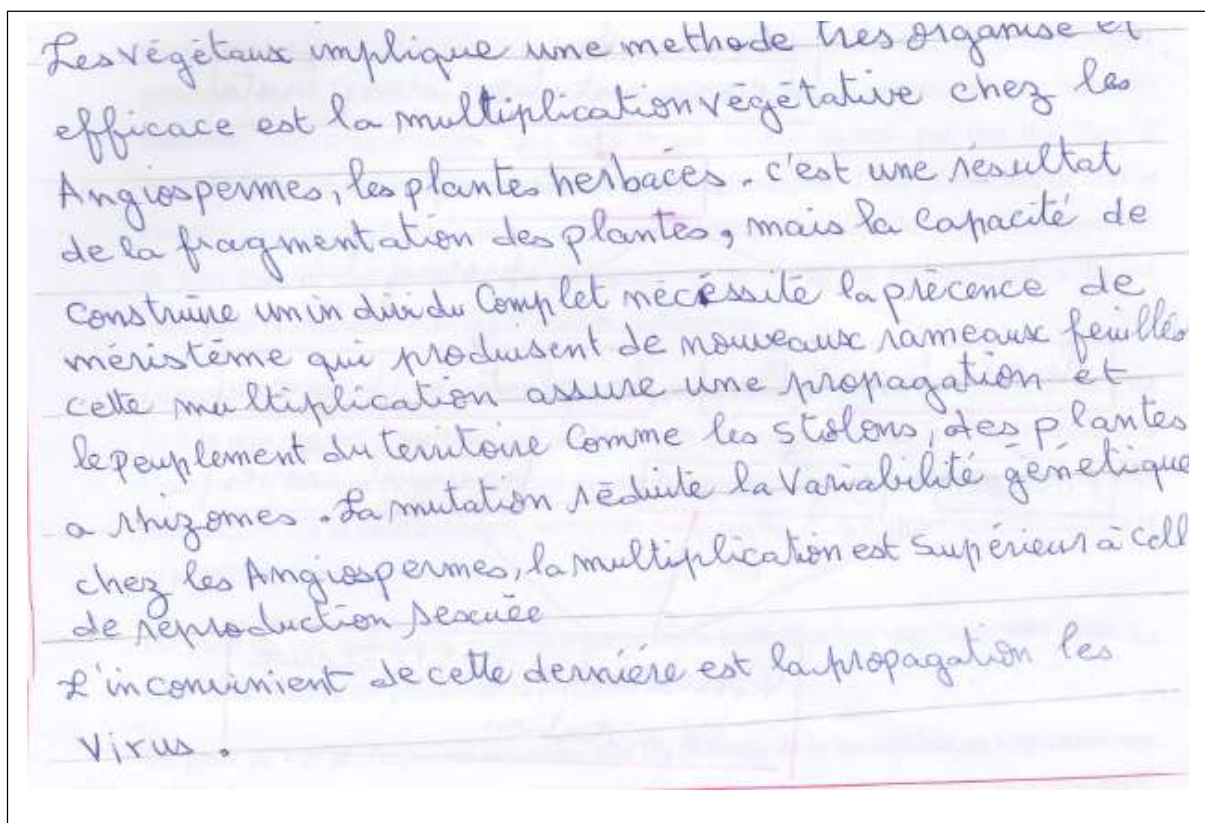 Les végétaux implique une methode tres organise et
efficace est la multiplication végétative chez les
Angiospermes, les plantes herbacés. c'est une résultat
de la fragmentation des plantes, mais la capacité de
construire un individu complet nécéssité la précence de
méristème qui produisent de nouveaux rameaux feuillés
cette multiplication assure une propagation et
le peuplement du territoire comme les stolons, des plantes
a rhizomes. La mutation réduite la variabilité génétique
chez les Angiospermes, la multiplication est Supérieur à cell
de reproduction sexuée
L'inconvinient de cette dernière est la propagation les
virus.